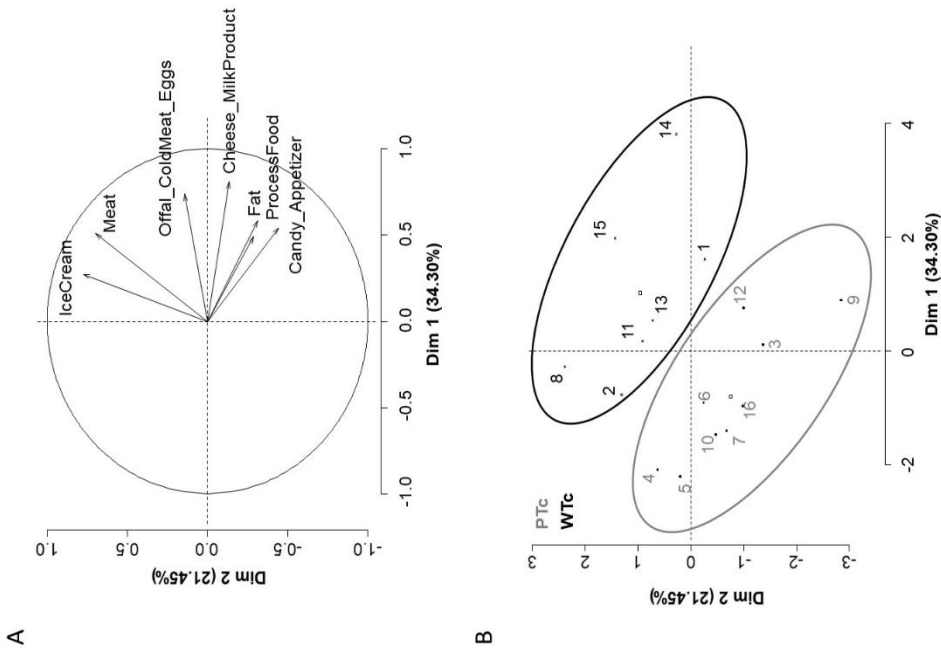 A
IceCream
Meat
Offal_ColdMeat_Eggs
Cheese_MilkProduct
Fat
ProcessFood
Candy_Appetizer
Dim 2 (21.45%)
1.0
0.5
0.0
-0.5
-1.0
-1.0
-0.5
0.0
0.5
1.0
Dim 1 (34.30%)
B
PTc
WTc
Dim 2 (21.45%)
3
2
1
0
-1
-2
-3
8
2
11
13
15
14
1
4
5
10
7
6
16
3
12
9
-2
0
2
4
Dim 1 (34.30%)